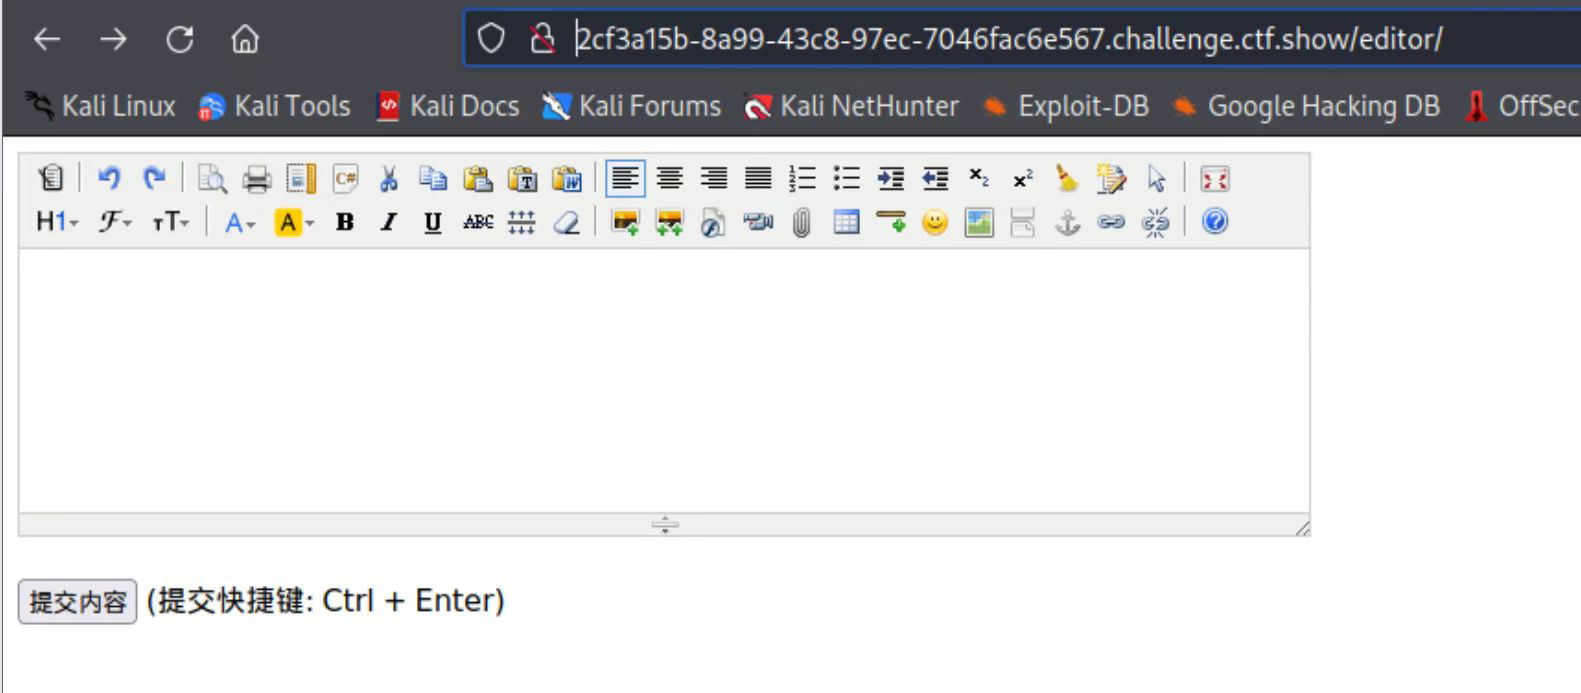 2cf3a15b-8a99-43c8-97ec-7046fac6e567.challenge.ctf.show/editor/
Kali Linux Kali Tools Kali Docs Kali Forums Kali NetHunter Exploit-DB Google Hacking DB OffSec
C# T W
H1 F TT A A B I U ABC
提交内容 (提交快捷键: Ctrl + Enter)